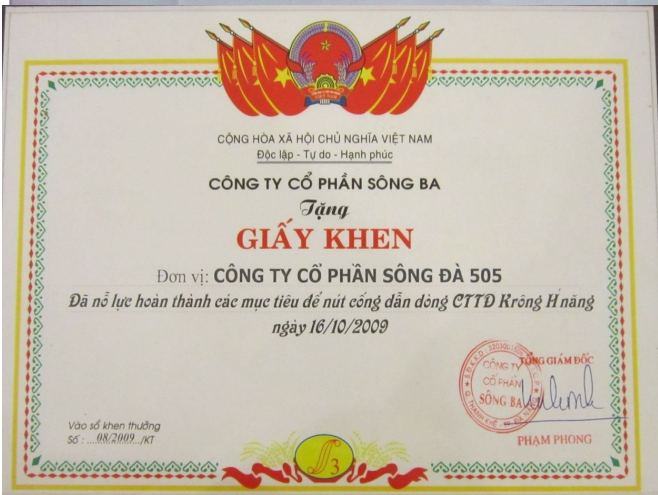 VIỆT NAM
CỘNG HÒA XÃ HỘI CHỦ NGHĨA VIỆT NAM
Độc lập - Tự do - Hạnh phúc
CÔNG TY CỔ PHẦN SÔNG BA
Tặng
GIẤY KHEN
Đơn vị: CÔNG TY CỔ PHẦN SÔNG ĐÀ 505
Đã nỗ lực hoàn thành các mục tiêu để nút cống dẫn dòng CTTĐ Krông H'năng
ngày 16/10/2009
TỔNG GIÁM ĐỐC
CÔNG TY
CỔ PHẦN
SÔNG BA
Vào sổ khen thưởng
Số : ...08/2009.../KT
PHẠM PHONG
3